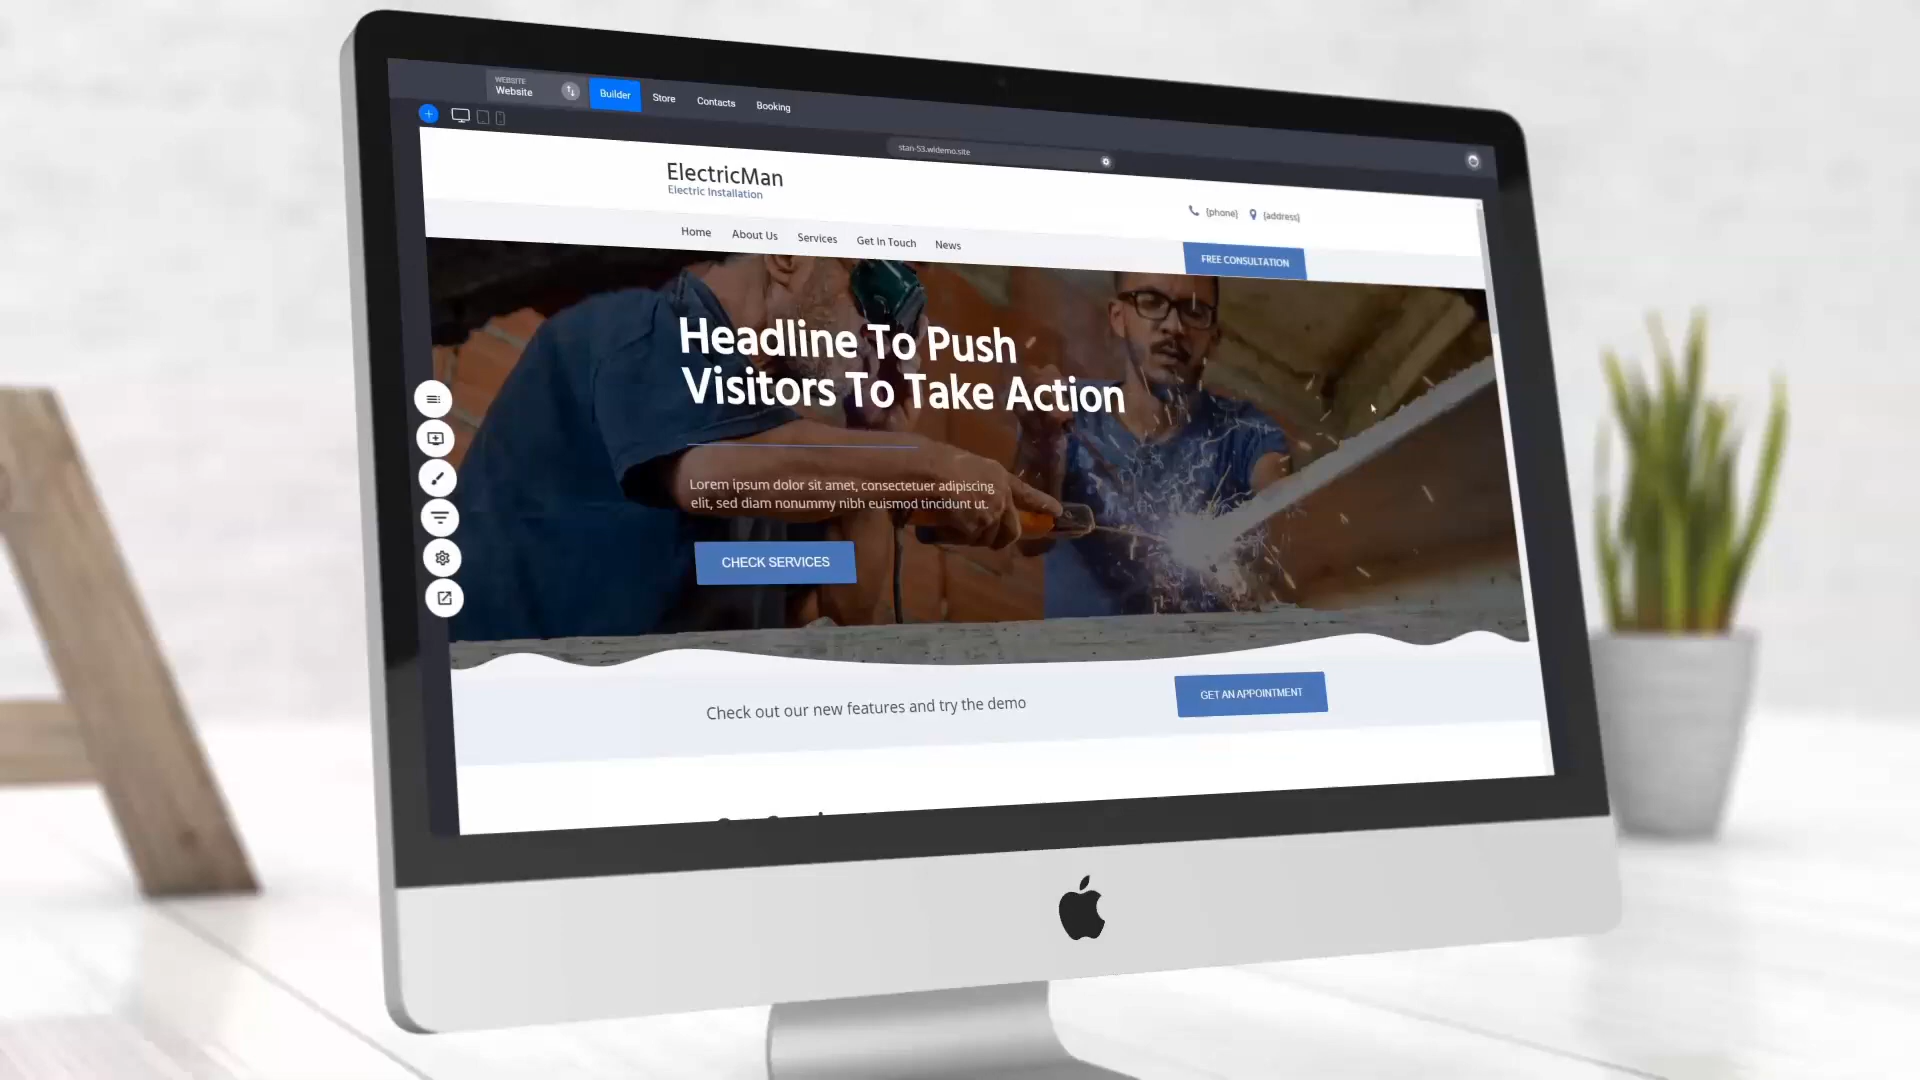 WEBSITE
Website
Builder
Store
Contacts
Booking
stan-53.widemo.site
ElectricMan
Electric Installation
{phone}
{address}
Home
About Us
Services
Get In Touch
News
FREE CONSULTATION
Headline To Push
Visitors To Take Action
Lorem ipsum dolor sit amet, consectetuer adipiscing
elit, sed diam nonummy nibh euismod tincidunt ut.
CHECK SERVICES
Check out our new features and try the demo
GET AN APPOINTMENT